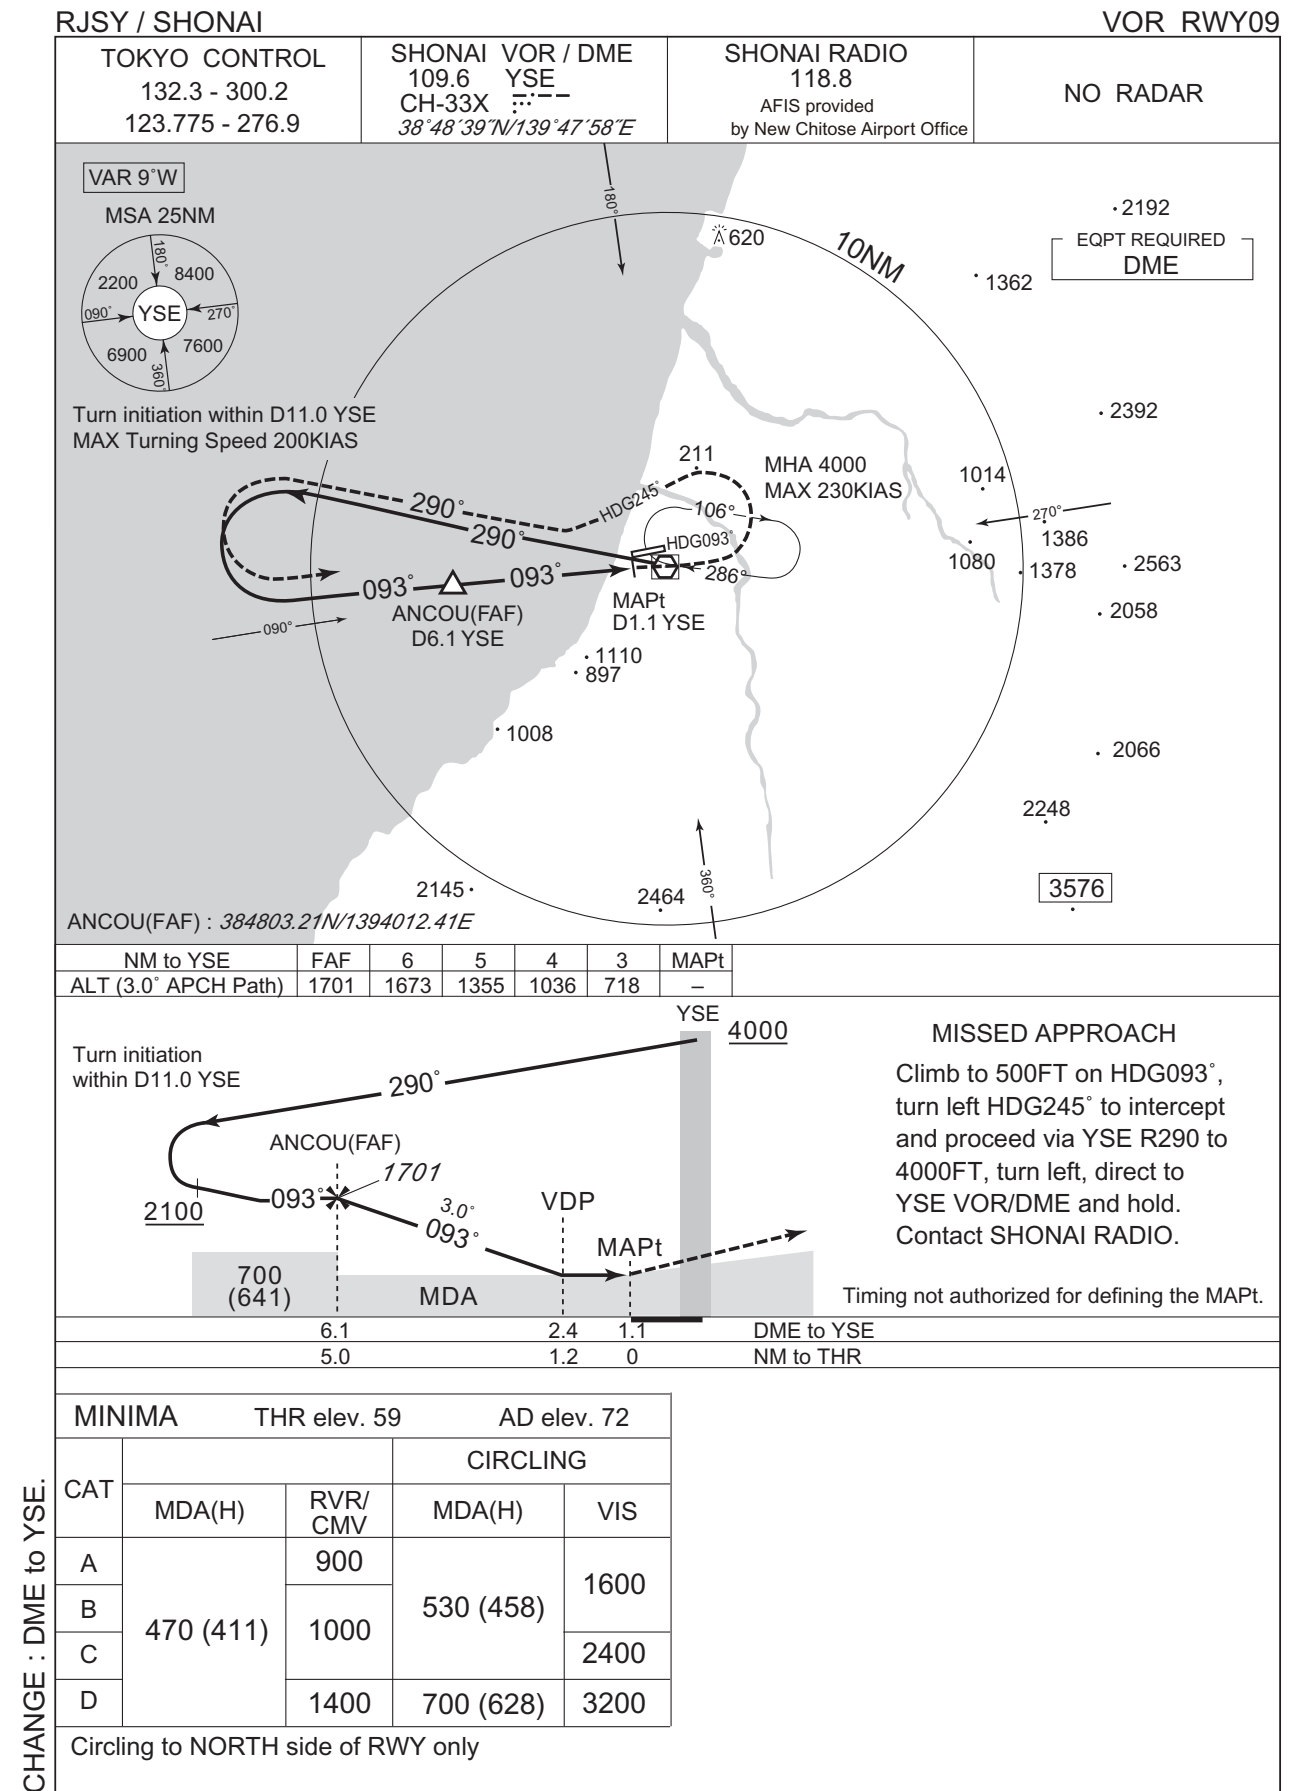 RJSY / SHONAI
VOR RWY09
TOKYO CONTROL
132.3 - 300.2
123.775 - 276.9
SHONAI VOR / DME
109.6 YSE
CH-33X
38˚48´39˝N/139˚47´58˝E
SHONAI RADIO
118.8
AFIS provided
by New Chitose Airport Office
NO RADAR
VAR 9˚W
MSA 25NM
180˚
2200
8400
090˚
YSE
270˚
6900
7600
360˚
Turn initiation within D11.0 YSE
MAX Turning Speed 200KIAS
180˚
620
10NM
2192
EQPT REQUIRED
DME
1362
2392
211
MHA 4000
MAX 230KIAS
1014
290˚
HDG245˚
106˚
270˚
290˚
HDG093˚
1386
1080
1378
2563
286˚
093˚
093˚
ANCOU(FAF)
D6.1 YSE
MAPt
D1.1 YSE
2058
090˚
1110
897
1008
2066
2248
360˚
2145
2464
3576
ANCOU(FAF) : 384803.21N/1394012.41E
NM to YSE FAF 6 5 4 3 MAPt
ALT (3.0˚ APCH Path) 1701 1673 1355 1036 718 –
YSE
4000
Turn initiation
within D11.0 YSE
290˚
ANCOU(FAF)
1701
2100
093˚
3.0˚
093˚
VDP
MAPt
700
(641)
MDA
MISSED APPROACH
Climb to 500FT on HDG093˚,
turn left HDG245˚ to intercept
and proceed via YSE R290 to
4000FT, turn left, direct to
YSE VOR/DME and hold.
Contact SHONAI RADIO.
Timing not authorized for defining the MAPt.
6.1 2.4 1.1 DME to YSE
5.0 1.2 0 NM to THR
MINIMA THR elev. 59 AD elev. 72
CAT
CIRCLING
MDA(H)
RVR/
CMV
MDA(H)
VIS
A
900
B
470 (411)
1000
530 (458)
1600
C
2400
D
1400
700 (628)
3200
Circling to NORTH side of RWY only
CHANGE : DME to YSE.